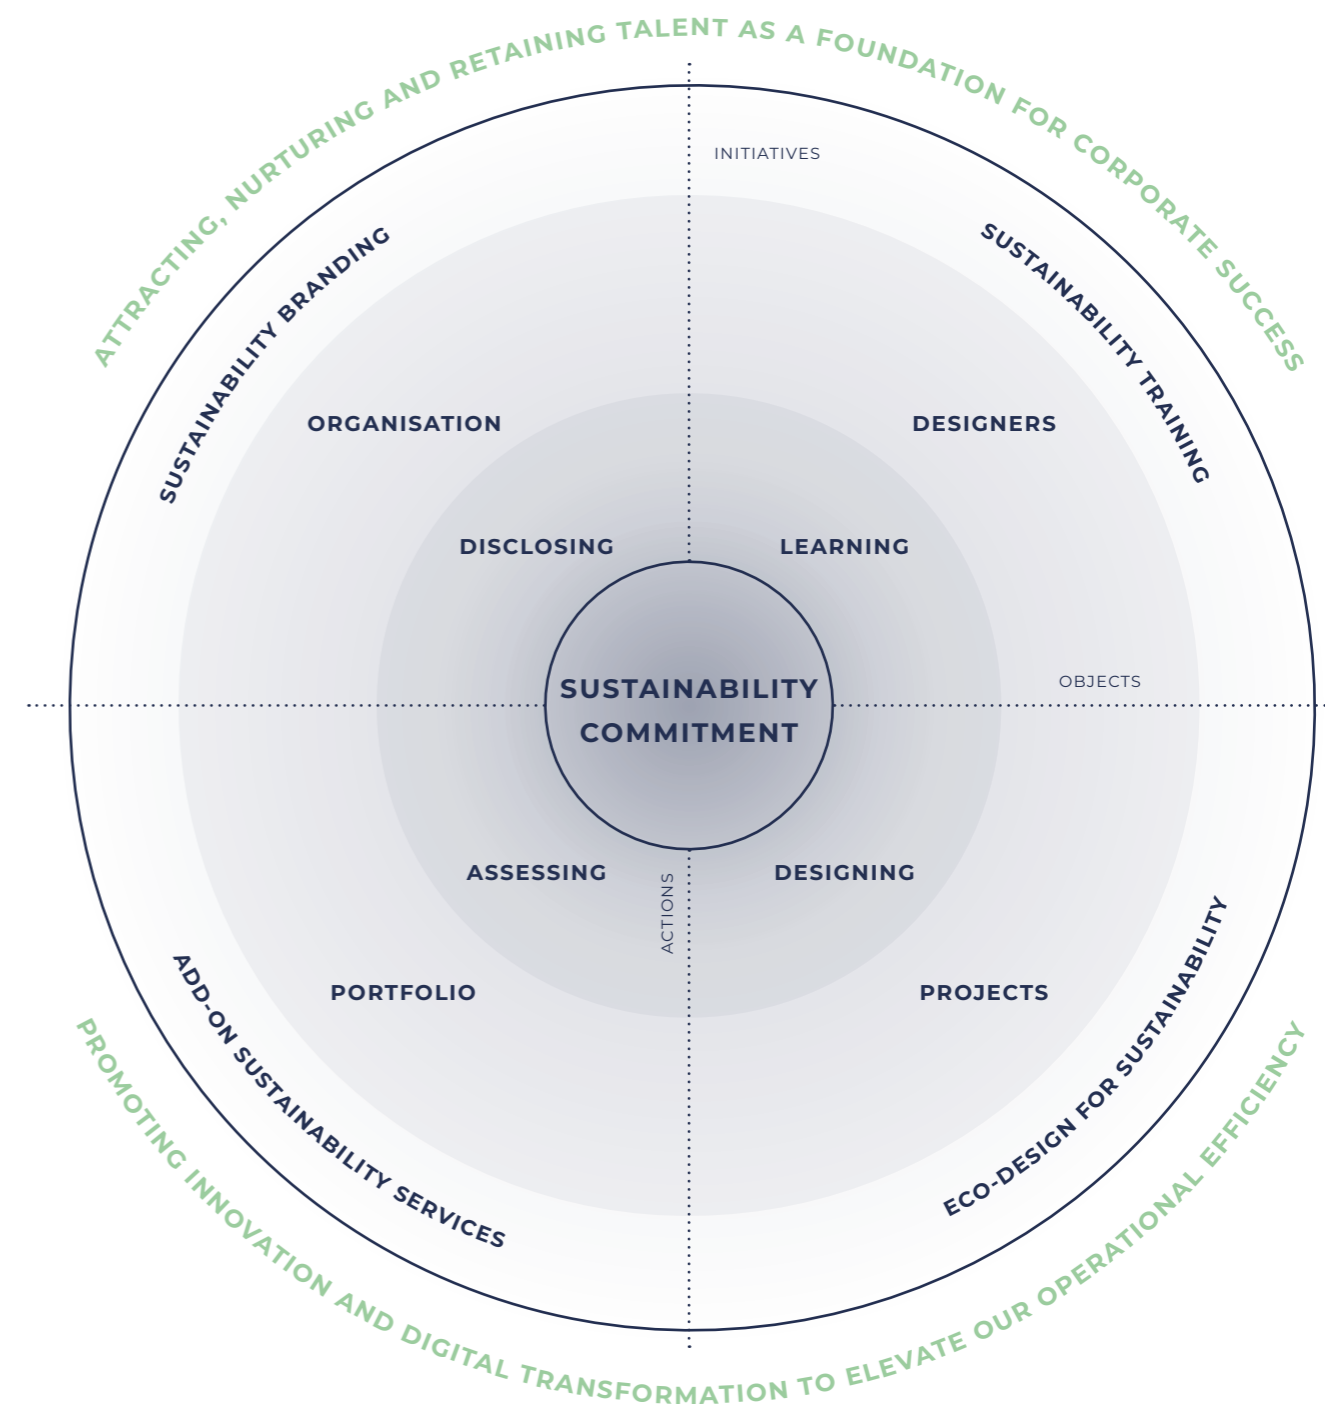 ATTRACTING, NURTURING AND RETAINING TALENT AS A FOUNDATION FOR CORPORATE SUCCESS
INITIATIVES
SUSTAINABILITY BRANDING
SUSTAINABILITY TRAINING
ORGANISATION
DESIGNERS
DISCLOSING
LEARNING
OBJECTS
SUSTAINABILITY
COMMITMENT
ASSESSING
DESIGNING
ACTIONS
PORTFOLIO
PROJECTS
ADD-ON SUSTAINABILITY SERVICES
ECO-DESIGN FOR SUSTAINABILITY
PROMOTING INNOVATION AND DIGITAL TRANSFORMATION TO ELEVATE OUR OPERATIONAL EFFICIENCY